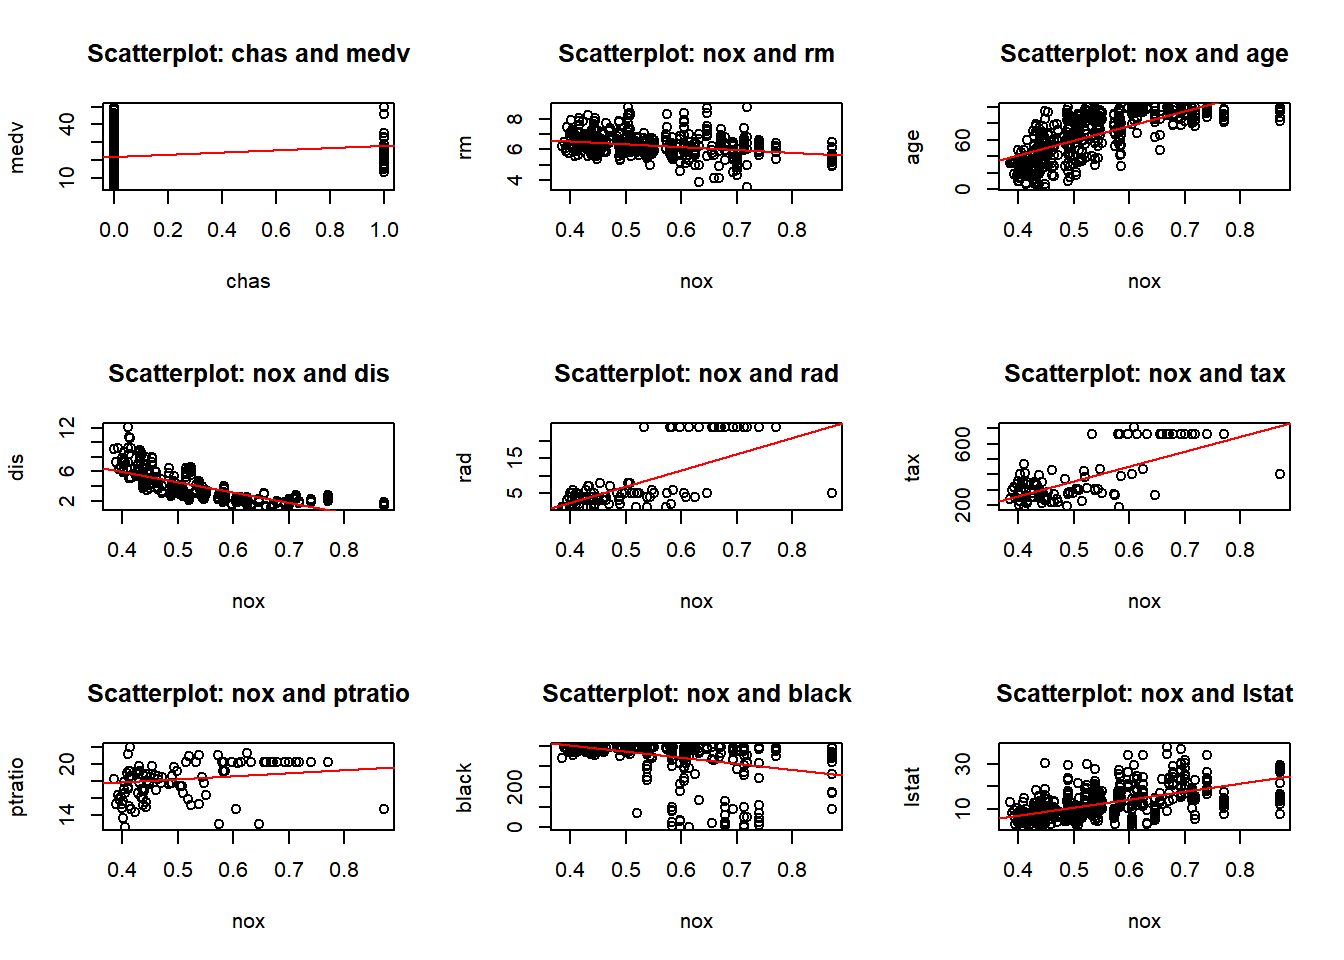 Scatterplot: chas and medv
medv
10 40
0.0 0.2 0.4 0.6 0.8 1.0
chas
Scatterplot: nox and rm
rm
4 6 8
0.4 0.5 0.6 0.7 0.8
nox
Scatterplot: nox and age
age
0 60
0.4 0.5 0.6 0.7 0.8
nox
Scatterplot: nox and dis
dis
2 6 12
0.4 0.5 0.6 0.7 0.8
nox
Scatterplot: nox and rad
rad
5 15
0.4 0.5 0.6 0.7 0.8
nox
Scatterplot: nox and tax
tax
200 600
0.4 0.5 0.6 0.7 0.8
nox
Scatterplot: nox and ptratio
ptratio
14 20
0.4 0.5 0.6 0.7 0.8
nox
Scatterplot: nox and black
black
0 200
0.4 0.5 0.6 0.7 0.8
nox
Scatterplot: nox and lstat
lstat
10 30
0.4 0.5 0.6 0.7 0.8
nox